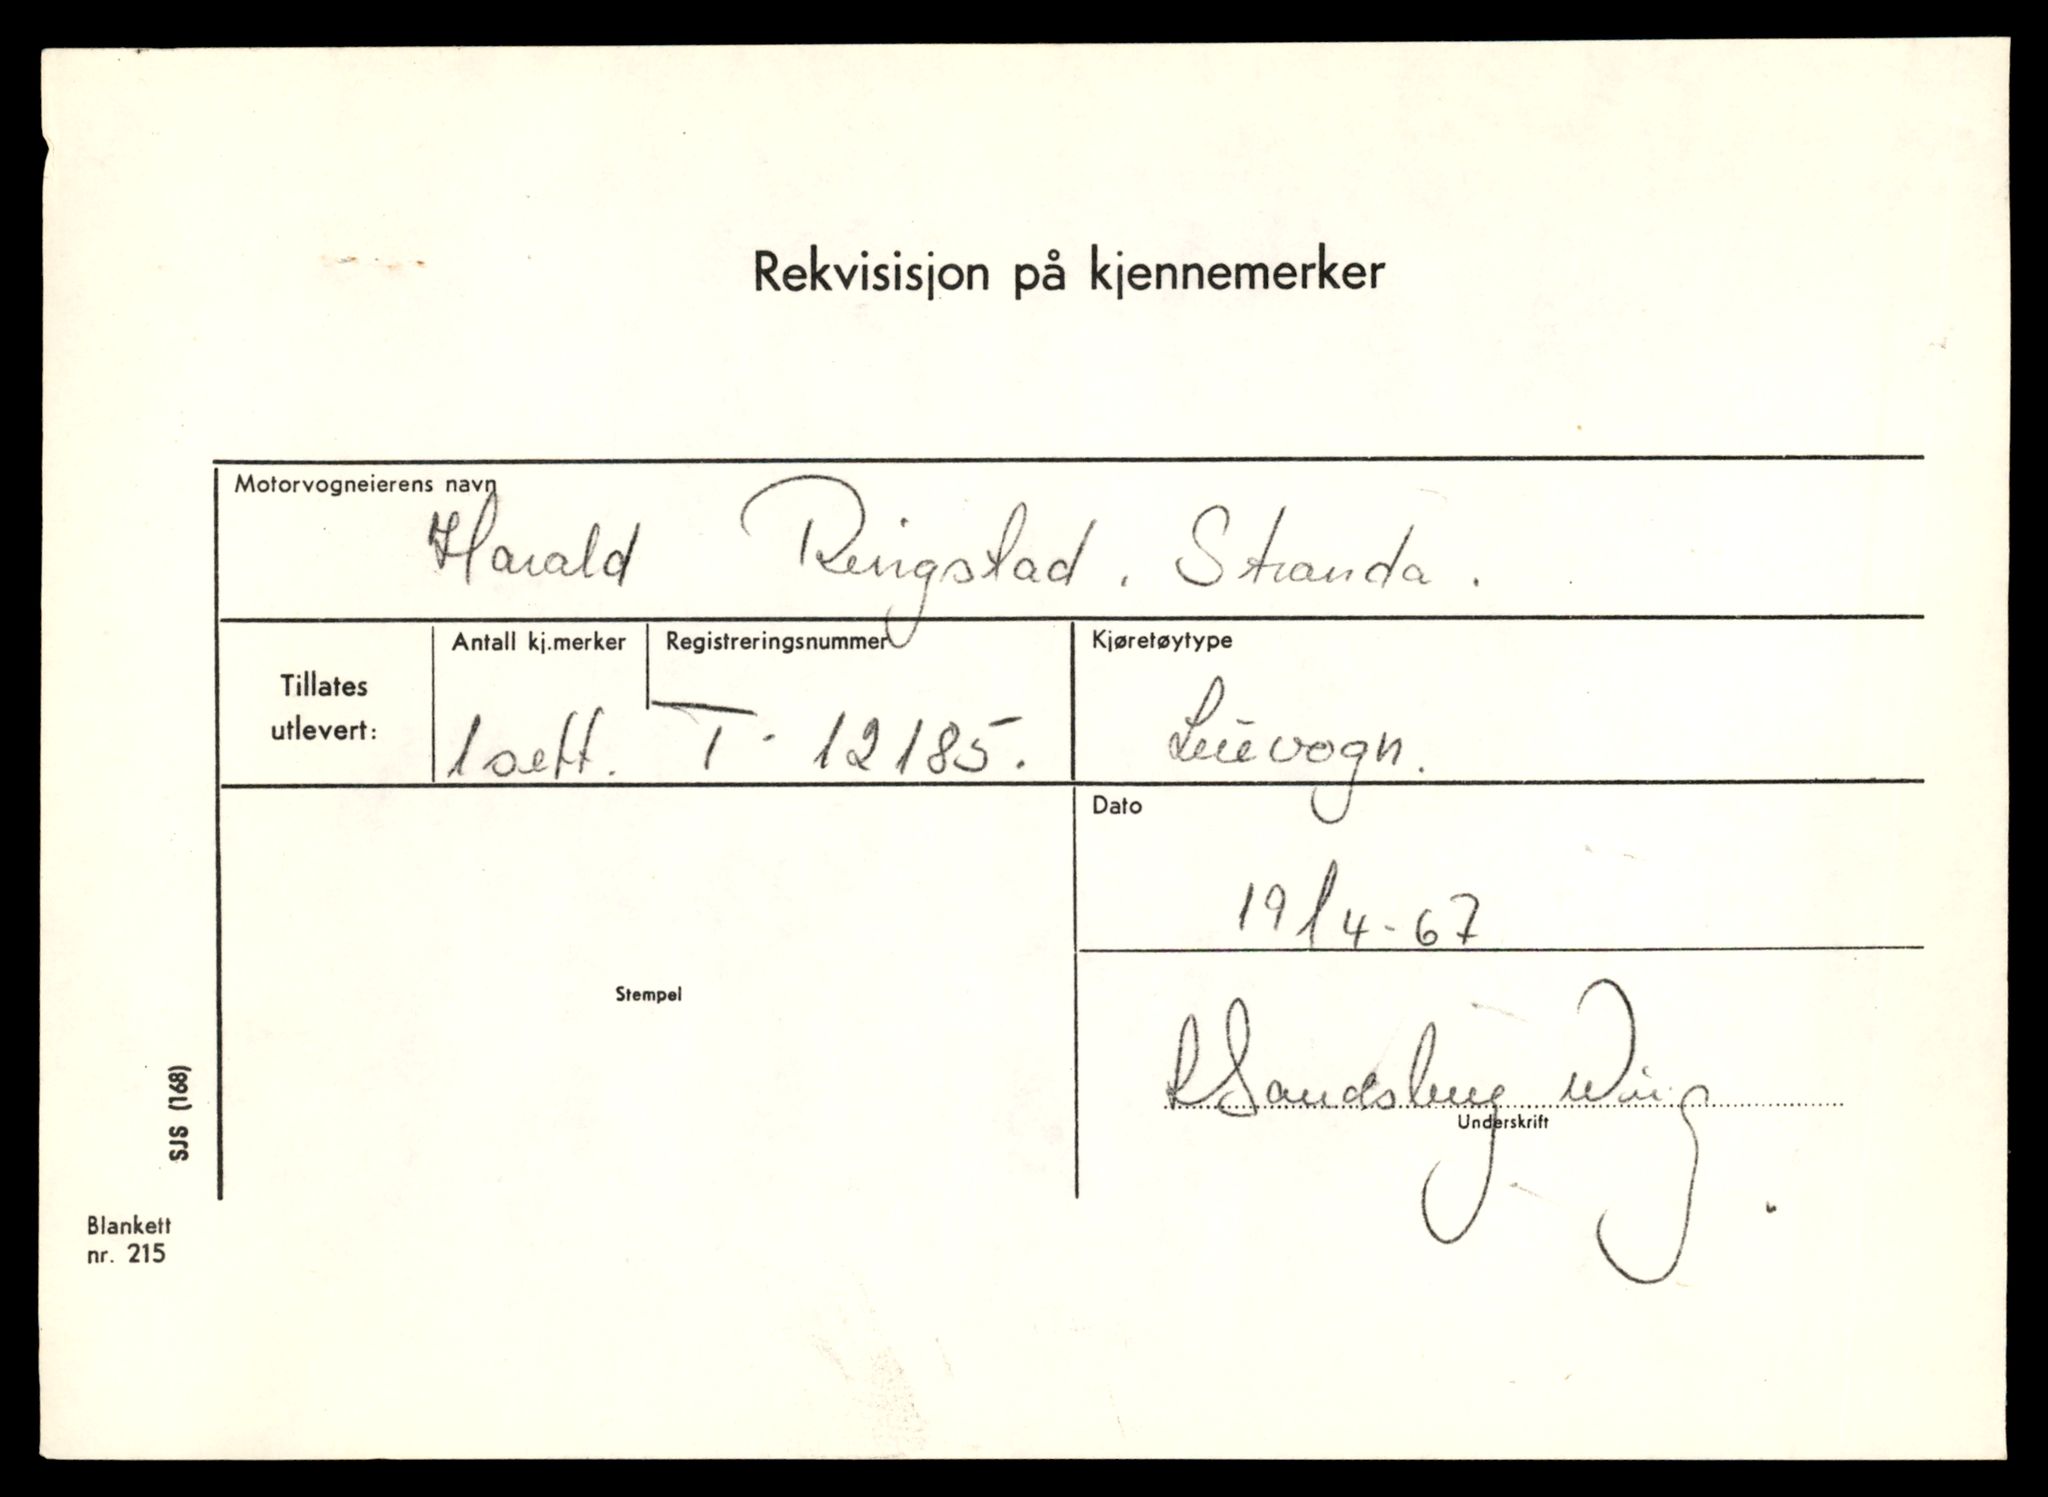 Rekvisisjon på kjennemerker
Motorvogneierens navn
Harald Ringstad. Stranda.
Tillates utlevert:
Antall kj.merker
1 sett.
Registreringsnummer
T - 12185.
Kjøretøytype
Leievogn.
Dato
19/4-67
Stempel
Underskrift
SJS (168)
Blankett
nr. 215